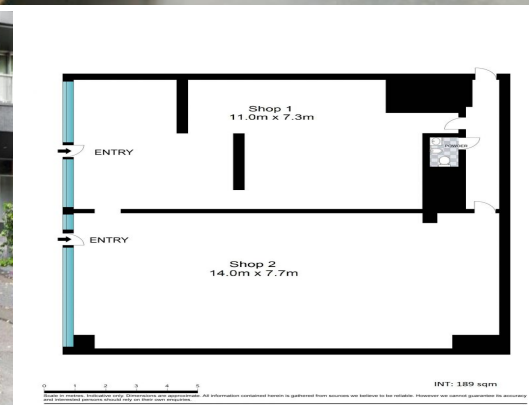 Shop 1
11.0m x 7.3m
ENTRY
POWDER
ENTRY
Shop 2
14.0m x 7.7m
INT: 189 sqm
0 1 2 3 4 5
Scale in metres. Indicative only. Dimensions are approximate. All information contained herein is gathered from sources we believe to be reliable. However we cannot guarantee its accuracy
and interested persons should rely on their own enquiries.